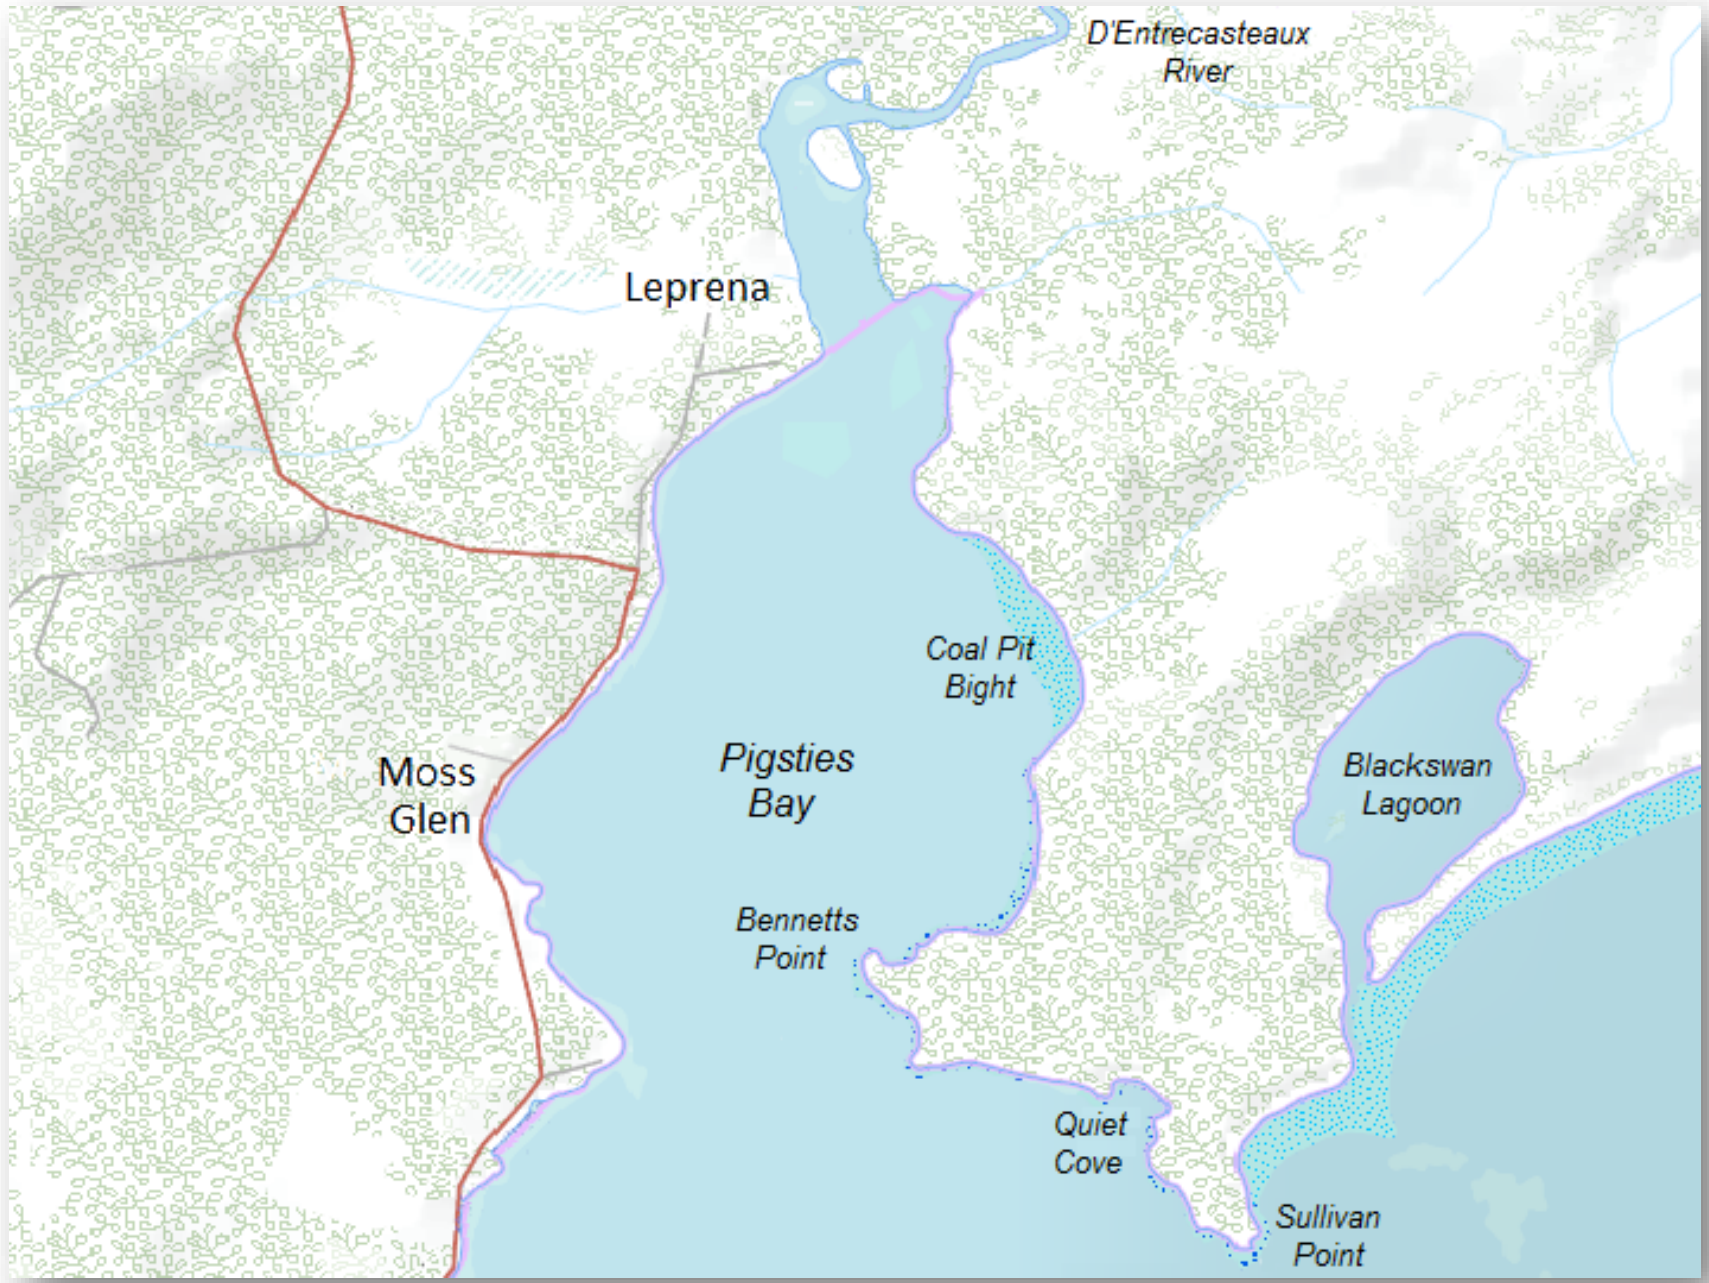 D'Entrecasteaux
River
Leprena
Coal Pit
Bight
Pigsties
Bay
Moss
Glen
Blackswan
Lagoon
Bennetts
Point
Quiet
Cove
Sullivan
Point